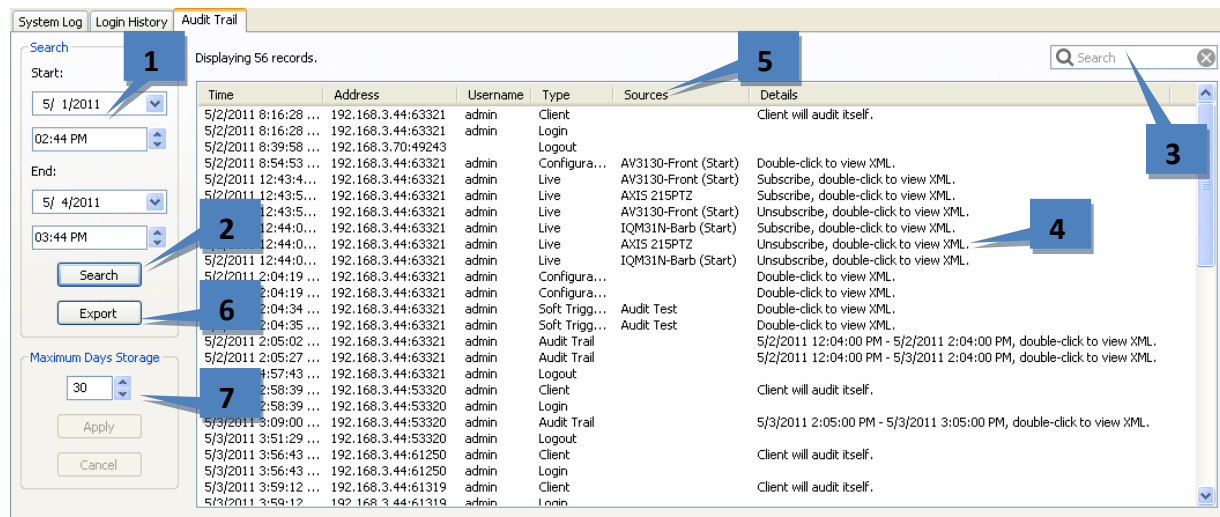 System Log Login History Audit Trail
Search
Start:
5/ 1/2011
02:44 PM
End:
5/ 4/2011
03:44 PM
Search
Export
Maximum Days Storage
30
Apply
Cancel
1
2
6
7
5
3
4
Displaying 56 records.
Search
Time Address Username Type Sources Details
5/2/2011 8:16:28 ... 192.168.3.44:63321 admin Client Client will audit itself.
5/2/2011 8:16:28 ... 192.168.3.44:63321 admin Login
5/2/2011 8:39:58 ... 192.168.3.70:49243 Logout
5/2/2011 8:54:53 ... 192.168.3.44:63321 admin Configura... AV3130-Front (Start) Double-click to view XML.
5/2/2011 12:43:4... 192.168.3.44:63321 admin Live AV3130-Front (Start) Subscribe, double-click to view XML.
5/2/2011 12:43:5... 192.168.3.44:63321 admin Live AXIS 215PTZ Subscribe, double-click to view XML.
12:43:5... 192.168.3.44:63321 admin Live AV3130-Front (Start) Unsubscribe, double-click to view XML.
12:44:0... 192.168.3.44:63321 admin Live IQM31N-Barb (Start) Subscribe, double-click to view XML.
12:44:0... 192.168.3.44:63321 admin Live AXIS 215PTZ Unsubscribe, double-click to view XML.
12:44:0... 192.168.3.44:63321 admin Live IQM31N-Barb (Start) Unsubscribe, double-click to view XML.
5/2/2011 2:04:19 ... 192.168.3.44:63321 admin Configura... Double-click to view XML.
2:04:19 ... 192.168.3.44:63321 admin Configura... Double-click to view XML.
2:04:34 ... 192.168.3.44:63321 admin Soft Trigg... Audit Test Double-click to view XML.
2:04:35 ... 192.168.3.44:63321 admin Soft Trigg... Audit Test Double-click to view XML.
5/2/2011 2:05:02 ... 192.168.3.44:63321 admin Audit Trail 5/2/2011 12:04:00 PM - 5/2/2011 2:04:00 PM, double-click to view XML.
5/2/2011 2:05:27 ... 192.168.3.44:63321 admin Audit Trail 5/2/2011 12:04:00 PM - 5/3/2011 2:04:00 PM, double-click to view XML.
4:57:43 ... 192.168.3.44:63321 admin Logout
2:58:39 ... 192.168.3.44:53320 admin Client Client will audit itself.
2:58:39 ... 192.168.3.44:53320 admin Login
5/3/2011 3:09:00 ... 192.168.3.44:53320 admin Audit Trail 5/3/2011 2:05:00 PM - 5/3/2011 3:05:00 PM, double-click to view XML.
5/3/2011 3:51:29 ... 192.168.3.44:53320 admin Logout
5/3/2011 3:56:43 ... 192.168.3.44:61250 admin Client Client will audit itself.
5/3/2011 3:56:43 ... 192.168.3.44:61250 admin Login
5/3/2011 3:59:12 ... 192.168.3.44:61319 admin Client Client will audit itself.
5/3/2011 3:59:12 ... 192.168.3.44:61319 admin Login